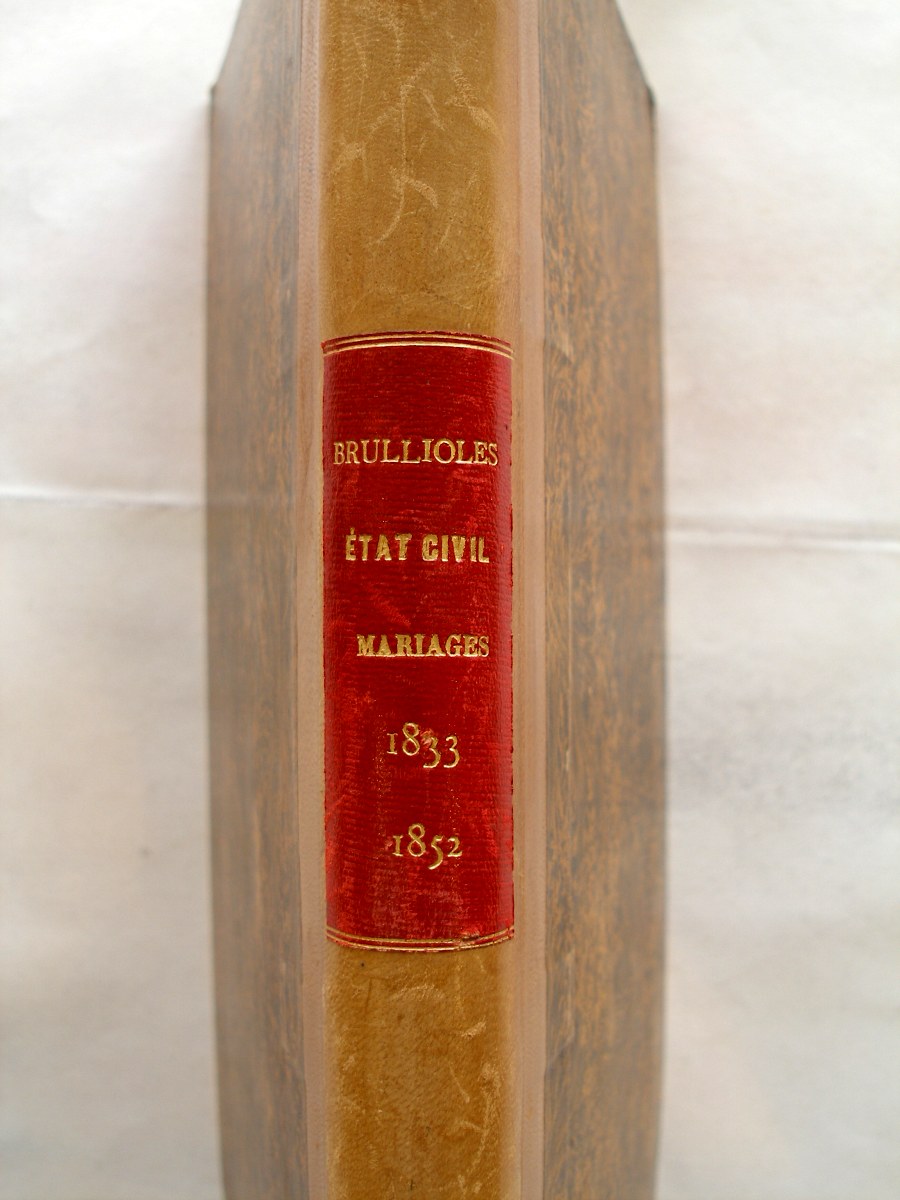 BRULLIOLES
ÉTAT CIVIL
MARIAGES
1833
1852